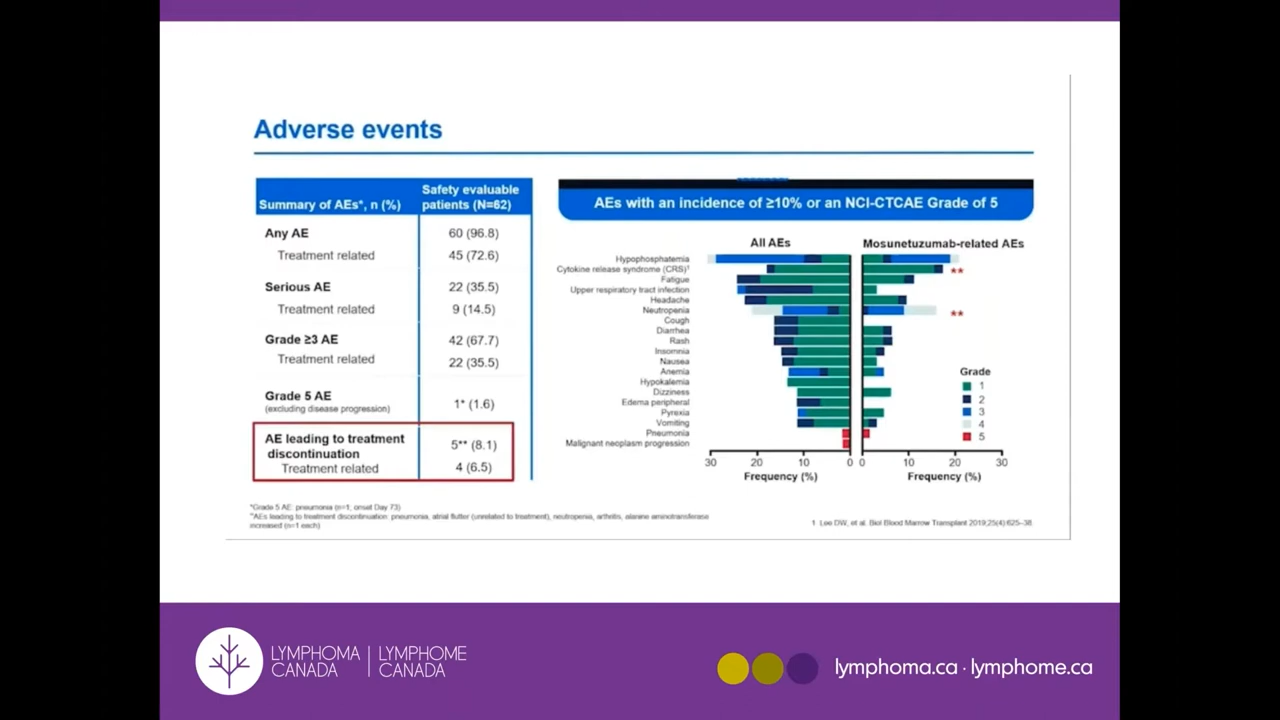 Adverse events
Summary of AEs*, n (%)
Safety evaluable
patients (N=62)
Any AE 60 (96.8)
Treatment related 45 (72.6)
Serious AE 22 (35.5)
Treatment related 9 (14.5)
Grade ≥3 AE 42 (67.7)
Treatment related 22 (35.5)
Grade 5 AE 1* (1.6)
(excluding disease progression)
AE leading to treatment
discontinuation 5** (8.1)
Treatment related 4 (6.5)
AEs with an incidence of ≥10% or an NCI-CTCAE Grade of 5
All AEs
Mosunetuzumab-related AEs
Hypophosphatemia
Cytokine release syndrome (CRS)¹
**
Fatigue
Upper respiratory tract infection
Headache
Neutropenia
**
Cough
Diarrhea
Rash
Insomnia
Nausea
Anemia
Hypokalemia
Dizziness
Edema peripheral
Pyrexia
Vomiting
Pneumonia
Malignant neoplasm progression
Grade
1
2
3
4
5
30 20 10 0 0 10 20 30
Frequency (%) Frequency (%)
*Grade 5 AE: pneumonia (n=1; onset Day 73)
**AEs leading to treatment discontinuation: pneumonia, atrial flutter (unrelated to treatment), neutropenia, arthritis, alanine aminotransferase
increased (n=1 each)
1. Lee DW, et al. Biol Blood Marrow Transplant 2019;25(4):625–38.
LYMPHOMA
CANADA
LYMPHOME
CANADA
lymphoma.ca · lymphome.ca